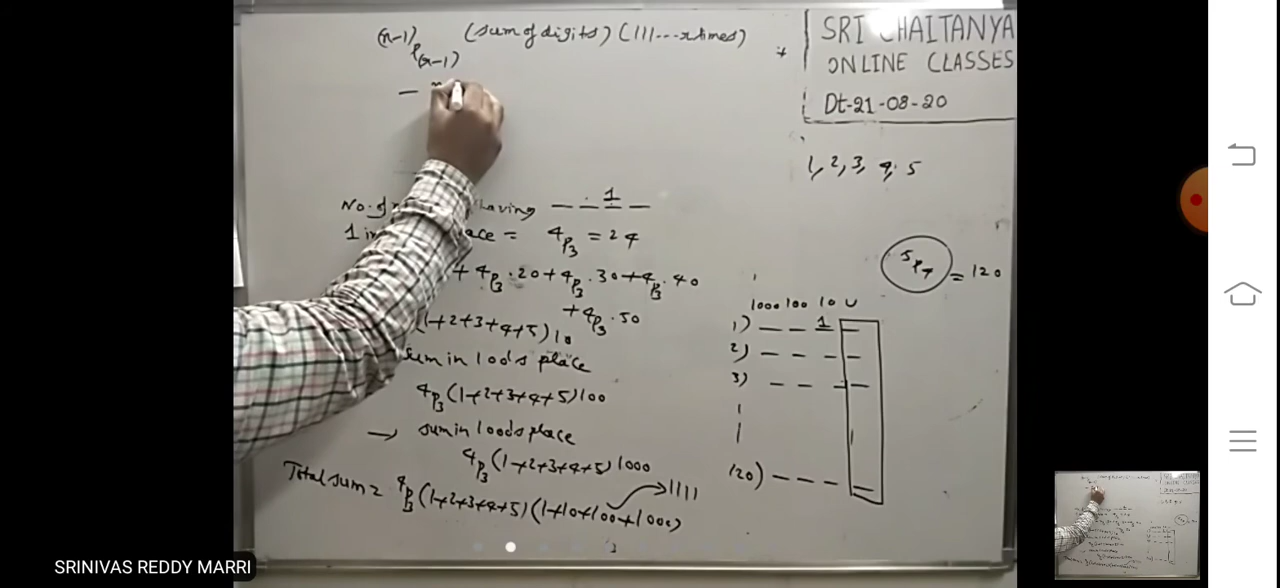 (n-1)P(r-1) (sum of digits) (111...r times)
SRI CHAITANYA
ONLINE CLASSES
Dt-21-08-20
1, 2, 3, 4, 5
No. of having _ _ 1 _
1 in = 4P3 = 24
5P4 = 120
+ 4P3 . 20 + 4P3 . 30 + 4P3 . 40
+ 4P3 . 50
(1+2+3+4+5) 10
sum in 100's place
4P3 (1+2+3+4+5) 100
→ sum in 1000's place
4P3 (1+2+3+4+5) 1000
Total sum = 4P3 (1+2+3+4+5) (1+10+100+1000) → 1111
1000 100 10 U
1) _ _ 1 _
2) _ _ _ _
3) _ _ _ _
120) _ _ _ _
SRINIVAS REDDY MARRI